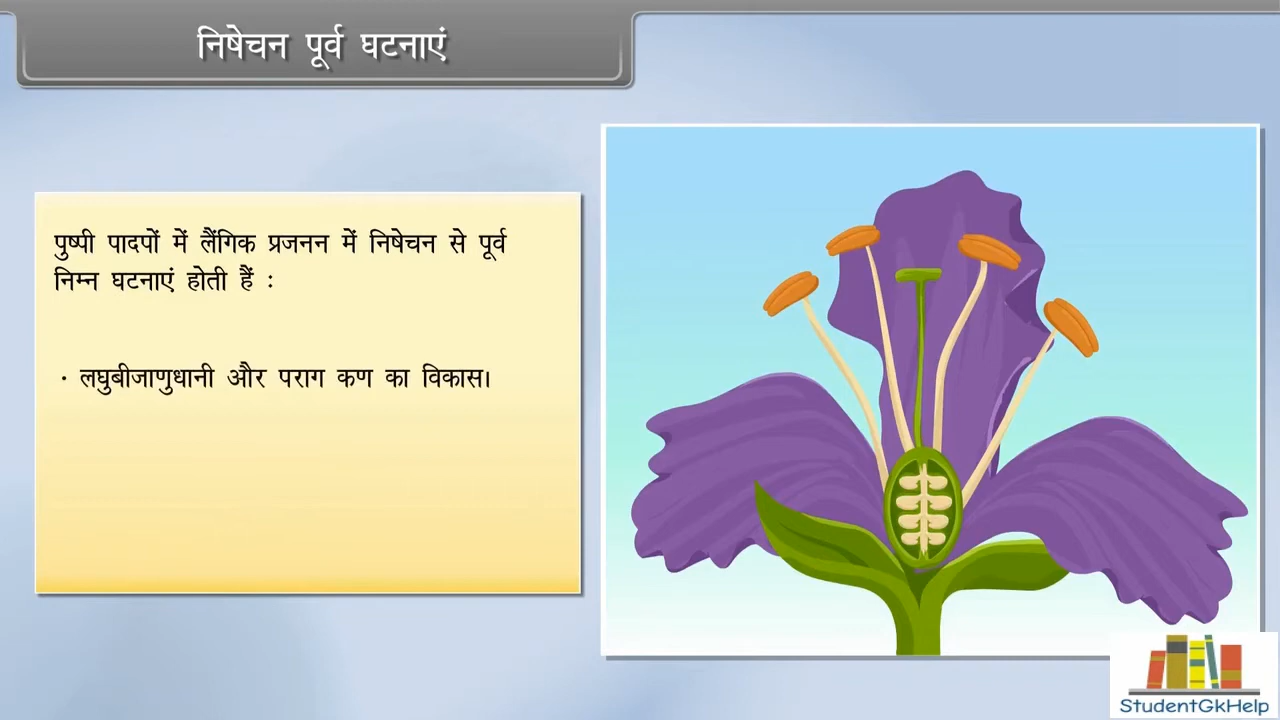 निषेचन पूर्व घटनाएं
पुष्पी पादपों में लैंगिक प्रजनन में निषेचन से पूर्व
निम्न घटनाएं होती हैं :
· लघुबीजाणुधानी और पराग कण का विकास।
StudentGkHelp